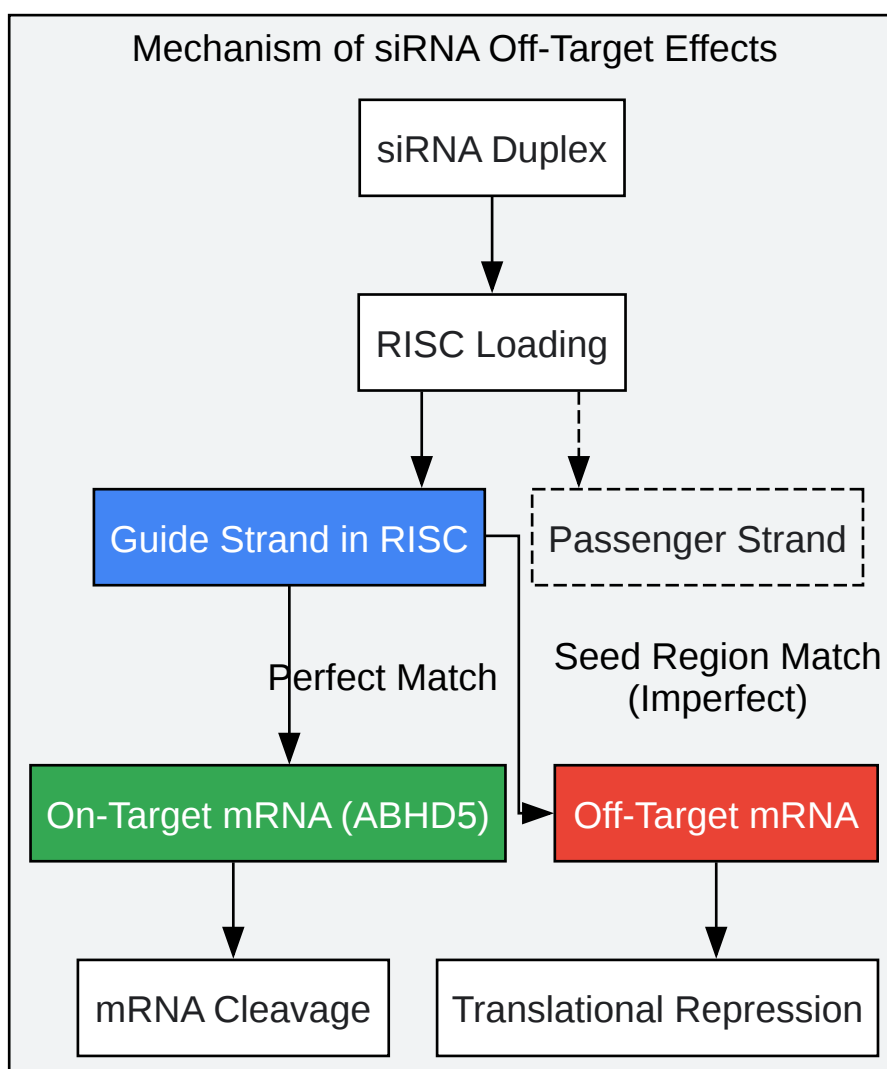 Mechanism of siRNA Off-Target Effects
siRNA Duplex
RISC Loading
Guide Strand in RISC
Passenger Strand
Perfect Match
Seed Region Match
(Imperfect)
On-Target mRNA (ABHD5)
Off-Target mRNA
mRNA Cleavage
Translational Repression